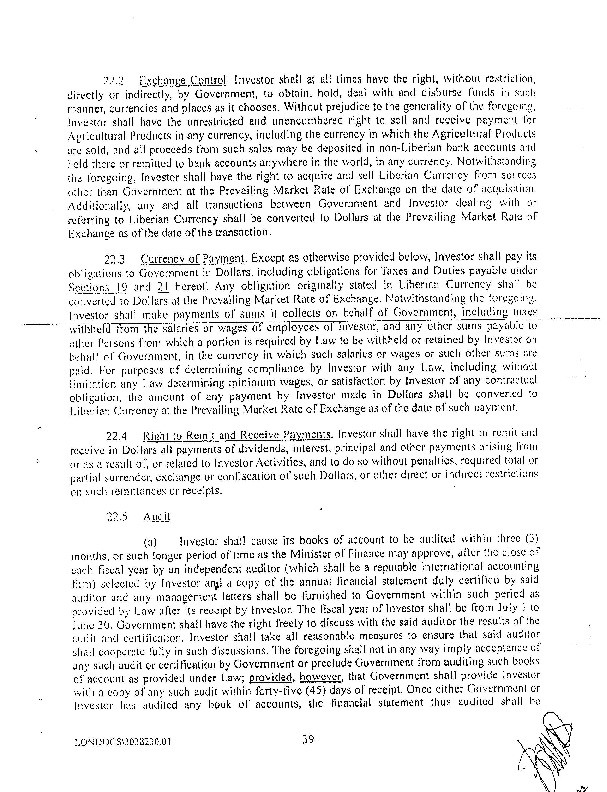 22.2 Exchange Control. Investor shall at all times have the right, without restriction,
directly or indirectly, by Government, to obtain, hold, deal with and disburse funds in such
manner, currencies and places as it chooses. Without prejudice to the generality of the foregoing,
Investor shall have the unrestricted and unencumbered right to sell and receive payment for
Agricultural Products in any currency, including the currency in which the Agricultural Products
are sold, and all proceeds from such sales may be deposited in non-Liberian bank accounts and
held there or remitted to bank accounts anywhere in the world, in any currency. Notwithstanding
the foregoing, Investor shall have the right to acquire and sell Liberian Currency from sources
other than Government at the Prevailing Market Rate of Exchange on the date of acquisition.
Additionally, any and all transactions between Government and Investor dealing with or
referring to Liberian Currency shall be converted to Dollars at the Prevailing Market Rate of
Exchange as of the date of the transaction.
22.3 Currency of Payment. Except as otherwise provided below, Investor shall pay its
obligations to Government in Dollars, including obligations for Taxes and Duties payable under
Sections 19 and 21 hereof. Any obligation originally stated in Liberian Currency shall be
converted to Dollars at the Prevailing Market Rate of Exchange. Notwithstanding the foregoing,
Investor shall make payments of sums it collects on behalf of Government, including taxes
withheld from the salaries or wages of employees of Investor, and any other sums payable to
other Persons from which a portion is required by Law to be withheld or retained by Investor on
behalf of Government, in the currency in which such salaries or wages or such other sums are
paid. For purposes of determining compliance by Investor with any Law, including without
limitation any Law determining minimum wages, or satisfaction by Investor of any contractual
obligation, the amount of any payment by Investor made in Dollars shall be converted to
Liberian Currency at the Prevailing Market Rate of Exchange as of the date of such payment.
22.4 Right to Remit and Receive Payments. Investor shall have the right to remit and
receive in Dollars all payments of dividends, interest, principal and other payments arising from
or as a result of, or related to Investor Activities, and to do so without penalties, required total or
partial surrender, exchange or confiscation of such Dollars, or other direct or indirect restrictions
on such remittances or receipts.
22.5 Audit
(a) Investor shall cause its books of account to be audited within three (3)
months, or such longer period of time as the Minister of Finance may approve, after the close of
each fiscal year by an independent auditor (which shall be a reputable international accounting
firm) selected by Investor and a copy of the annual financial statement duly certified by said
auditor and any management letters shall be furnished to Government within such period as
provided by Law after its receipt by Investor. The fiscal year of Investor shall be from July 1 to
June 30. Government shall have the right freely to discuss with the said auditor the results of the
audit and certification, Investor shall take all reasonable measures to ensure that said auditor
shall cooperate fully in such discussions. The foregoing shall not in any way imply acceptance of
any such audit or certification by Government or preclude Government from auditing such books
of account as provided under Law; provided, however, that Government shall provide Investor
with a copy of any such audit within forty-five (45) days of receipt. Once either Government or
Investor has audited any book of accounts, the financial statement thus audited shall be
39